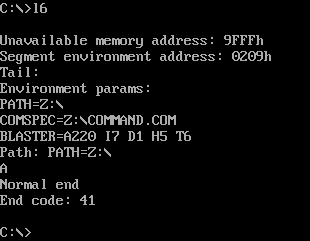 C:\>l6
Unavailable memory address: 9FFFh
Segment environment address: 0209h
Tail:
Environment params:
PATH=Z:\
COMSPEC=Z:\COMMAND.COM
BLASTER=A220 I7 D1 H5 T6
Path: PATH=Z:\
A
Normal end
End code: 41
C:\>